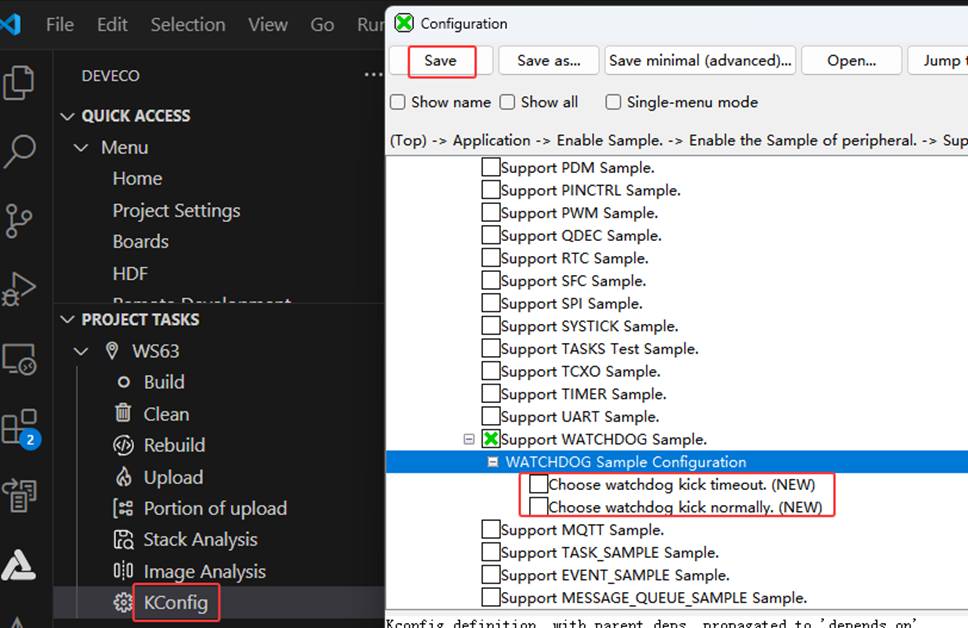 File Edit Selection View Go Run
DEVECO
QUICK ACCESS
Menu
Home
Project Settings
Boards
HDF
Remote Development
PROJECT TASKS
WS63
Build
Clean
Rebuild
Upload
Portion of upload
Stack Analysis
Image Analysis
KConfig
2
Configuration
Save Save as... Save minimal (advanced)... Open... Jump t
Show name Show all Single-menu mode
(Top) -> Application -> Enable Sample. -> Enable the Sample of peripheral. -> Sup
Support PDM Sample.
Support PINCTRL Sample.
Support PWM Sample.
Support QDEC Sample.
Support RTC Sample.
Support SFC Sample.
Support SPI Sample.
Support SYSTICK Sample.
Support TASKS Test Sample.
Support TCXO Sample.
Support TIMER Sample.
Support UART Sample.
Support WATCHDOG Sample.
WATCHDOG Sample Configuration
Choose watchdog kick timeout. (NEW)
Choose watchdog kick normally. (NEW)
Support MQTT Sample.
Support TASK_SAMPLE Sample.
Support EVENT_SAMPLE Sample.
Support MESSAGE_QUEUE_SAMPLE Sample.
Kconfig definition, with parent deps. propagated to 'depends on'